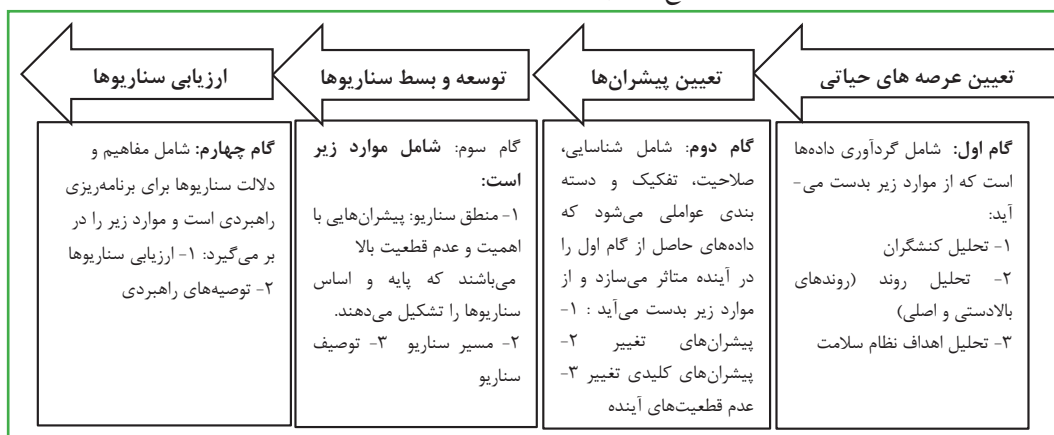 تعیین عرصه های حیاتی
تعیین پیشران‌ها
توسعه و بسط سناریوها
ارزیابی سناریوها
گام اول: شامل گردآوری داده‌ها
است که از موارد زیر بدست می-
آید:
۱- تحلیل کنشگران
۲- تحلیل روند (روندهای
بالادستی و اصلی)
۳- تحلیل اهداف نظام سلامت
گام دوم: شامل شناسایی،
صلاحیت، تفکیک و دسته
بندی عواملی می‌شود که
داده‌های حاصل از گام اول را
در آینده متاثر می‌سازد و از
موارد زیر بدست می‌آید : ۱-
پیشران‌های تغییر ۲-
پیشران‌های کلیدی تغییر ۳-
عدم قطعیت‌های آینده
گام سوم: شامل موارد زیر
است:
۱- منطق سناریو: پیشران‌هایی با
اهمیت و عدم قطعیت بالا
می‌باشند که پایه و اساس
سناریوها را تشکیل می‌دهند.
۲- مسیر سناریو ۳- توصیف
سناریو
گام چهارم: شامل مفاهیم و
دلالت سناریوها برای برنامه‌ریزی
راهبردی است و موارد زیر را در
بر می‌گیرد: ۱- ارزیابی سناریوها
۲- توصیه‌های راهبردی